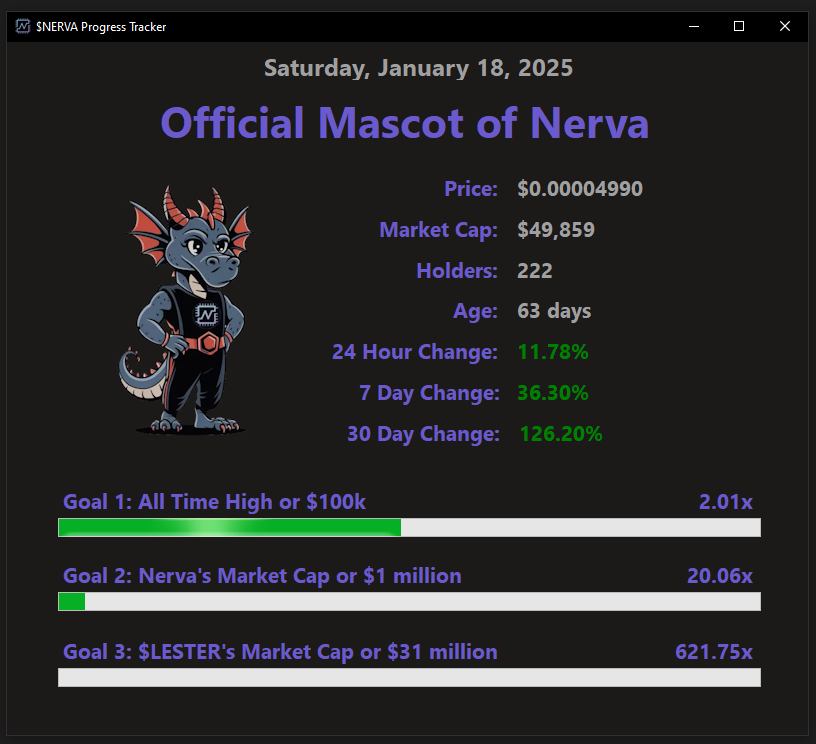 $NERVA Progress Tracker
Saturday, January 18, 2025
Official Mascot of Nerva
Price: $0.00004990
Market Cap: $49,859
Holders: 222
Age: 63 days
24 Hour Change: 11.78%
7 Day Change: 36.30%
30 Day Change: 126.20%
Goal 1: All Time High or $100k 2.01x
Goal 2: Nerva's Market Cap or $1 million 20.06x
Goal 3: $LESTER's Market Cap or $31 million 621.75x